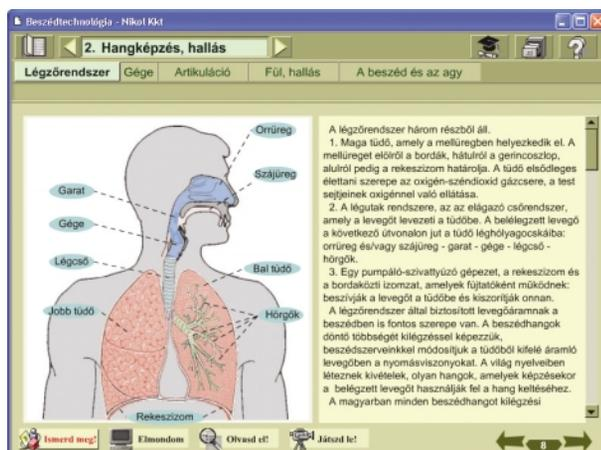 Beszédtechnológia - Nikol Kkt
2. Hangképzés, hallás
Légzőrendszer Gége Artikuláció Fül, hallás A beszéd és az agy
Orrüreg
Szájüreg
Garat
Gége
Légcső
Bal tüdő
Jobb tüdő
Hörgők
Rekeszizom
A légzőrendszer három részből áll.
1. Maga tüdő, amely a mellüregben helyezkedik el. A
mellüreget elölről a bordák, hátulról a gerincoszlop,
alulról pedig a rekeszizom határolja. A tüdő elsődleges
élettani szerepe az oxigén-széndioxid gázcsere, a test
sejtjeinek oxigénnel való ellátása.
2. A légutak rendszere, az az elágazó csőrendszer,
amely a levegőt levezeti a tüdőbe. A belélegzett levegő
a következő útvonalon jut a tüdő léghólyagocskáiba:
orrüreg és/vagy szájüreg - garat - gége - légcső -
hörgők.
3. Egy pumpáló-szivattyúzó gépezet, a rekeszizom és
a bordaközti izomzat, amelyek fújtatóként működnek:
beszívják a levegőt a tüdőbe és kiszorítják onnan.
A légzőrendszer által biztosított levegőáramnak a
beszédben is fontos szerepe van. A beszédhangok
döntő többségét kilégzéssel képezzük,
beszédszerveinkkel módosítjuk a tüdőből kifelé áramló
levegőben a nyomásviszonyokat. A világ nyelveiben
léteznek kivételek, olyan hangok, amelyek képzésekor
a belégzett levegőt használják fel a hang keltéséhez.
A magyarban minden beszédhangot kilégzési
Ismerd meg! Elmondom Olvasd el! Játszd le! 8